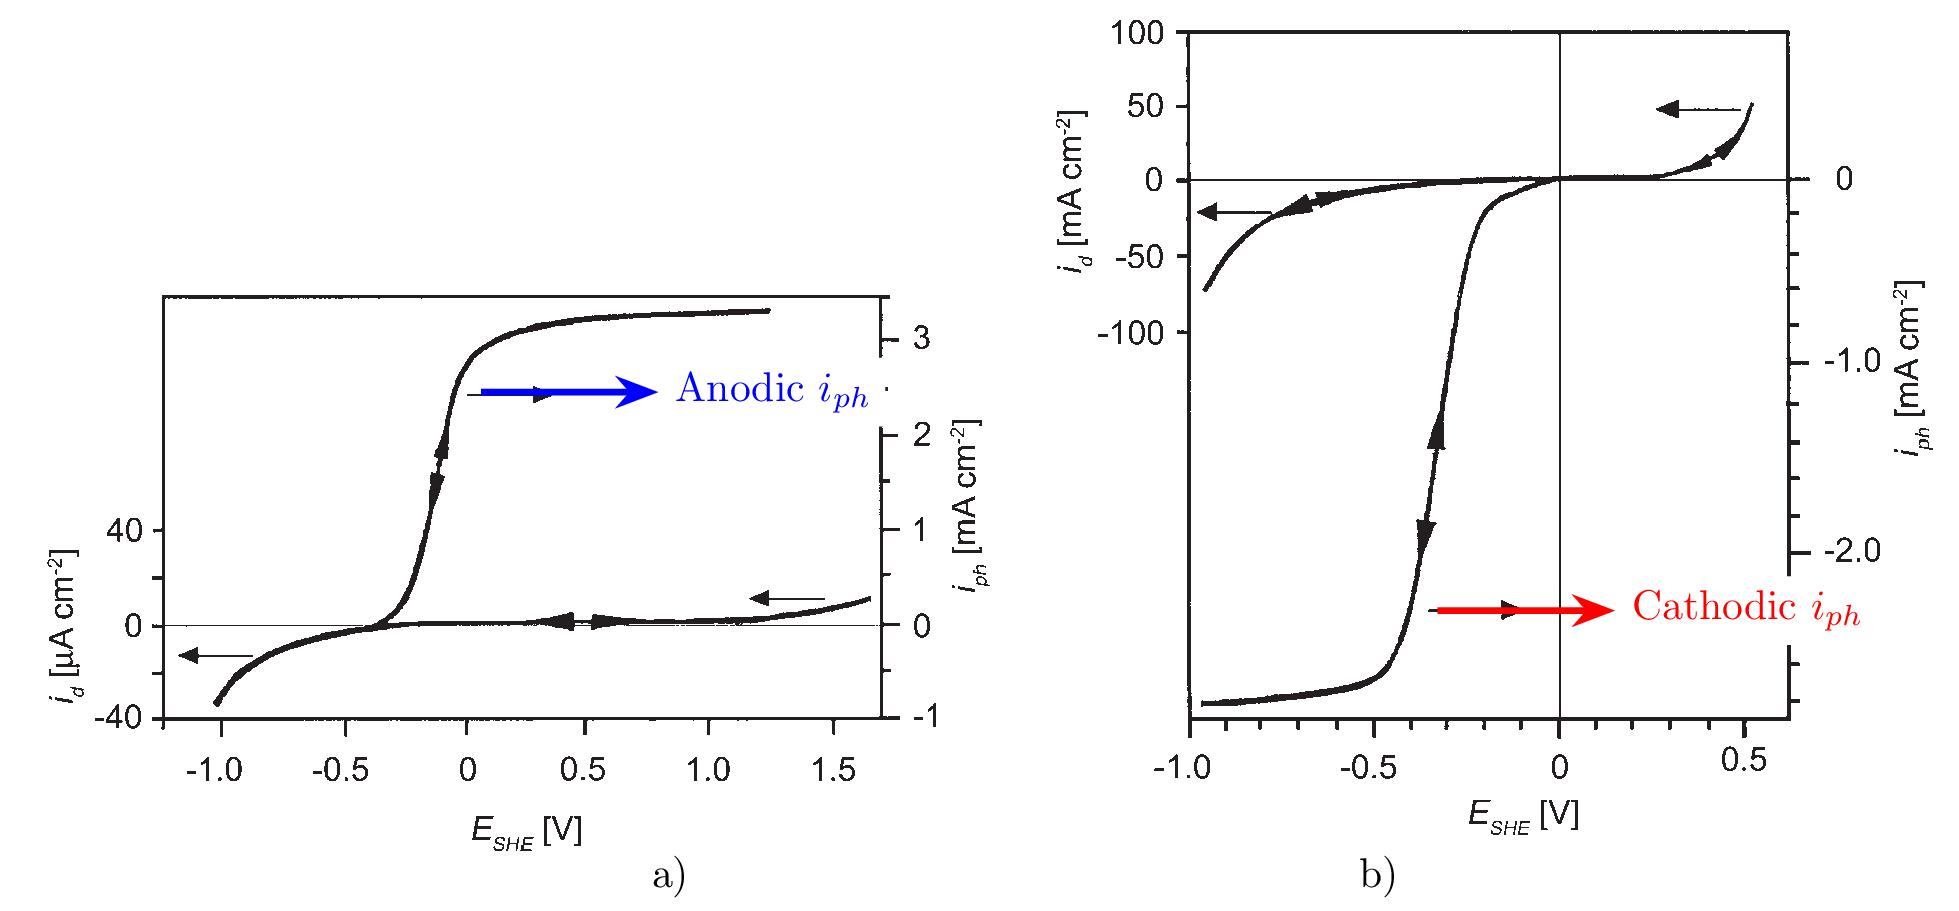 100
50
0
-50
-100
i_d [mA cm^-2]
0
-1.0
-2.0
i_ph [mA cm^-2]
Cathodic i_ph
-1.0
-0.5
0
0.5
E_SHE [V]
b)
3
2
1
0
-1
i_ph [mA cm^-2]
Anodic i_ph
40
0
-40
i_d [µA cm^-2]
-1.0
-0.5
0
0.5
1.0
1.5
E_SHE [V]
a)